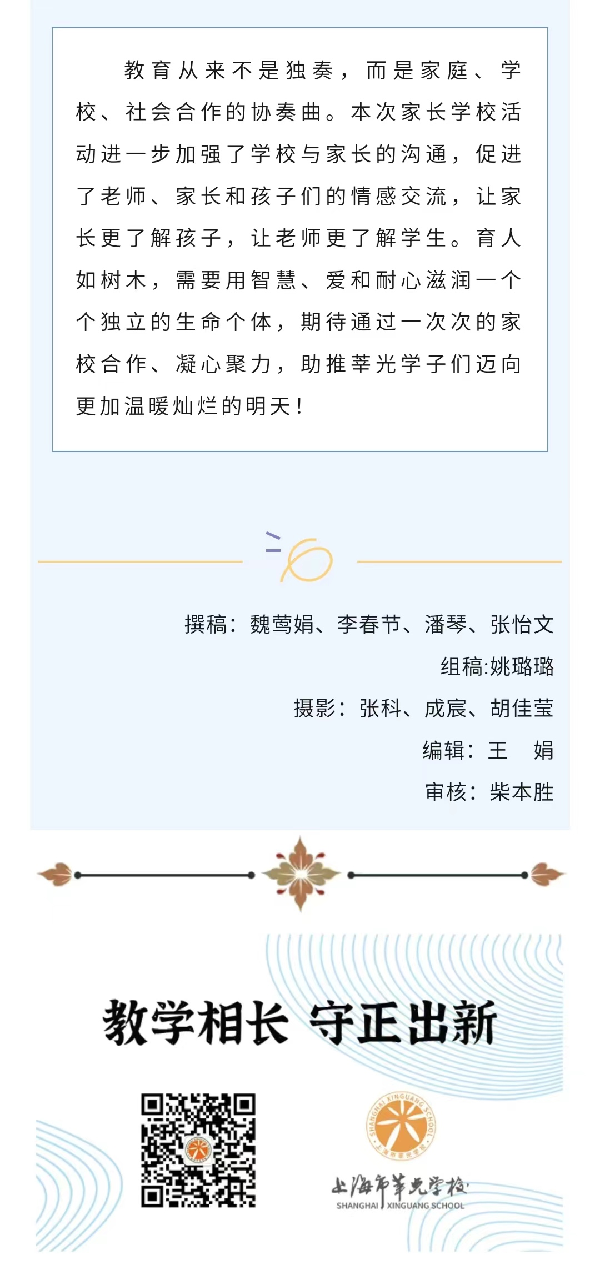 教育从来不是独奏，而是家庭、学
校、社会合作的协奏曲。本次家长学校活
动进一步加强了学校与家长的沟通，促进
了老师、家长和孩子们的情感交流，让家
长更了解孩子，让老师更了解学生。育人
如树木，需要用智慧、爱和耐心滋润一个
个独立的生命个体，期待通过一次次的家
校合作、凝心聚力，助推莘光学子们迈向
更加温暖灿烂的明天！
撰稿：魏莺娟、李春节、潘琴、张怡文
组稿:姚璐璐
摄影：张科、成宸、胡佳莹
编辑：王　娟
审核：柴本胜
教学相长 守正出新
SHANGHAI XINGUANG SCHOOL
上海市莘光学校
SHANGHAI XINGUANG SCHOOL